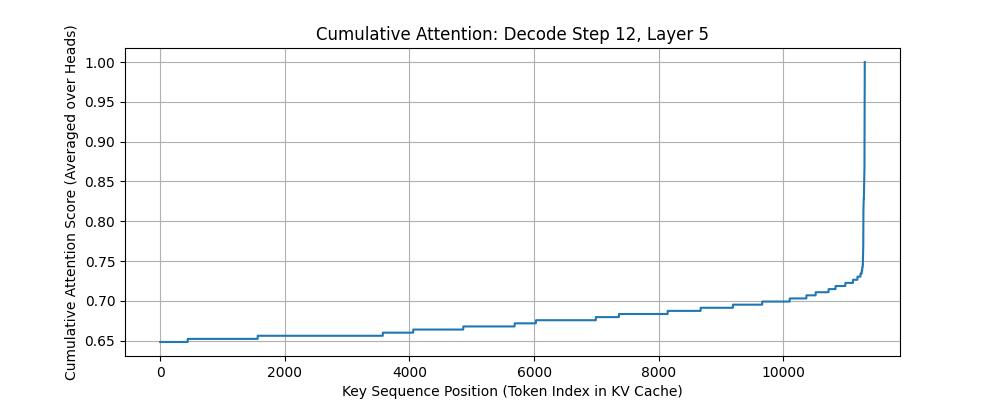 Cumulative Attention: Decode Step 12, Layer 5
Cumulative Attention Score (Averaged over Heads)
1.00
0.95
0.90
0.85
0.80
0.75
0.70
0.65
0 2000 4000 6000 8000 10000
Key Sequence Position (Token Index in KV Cache)